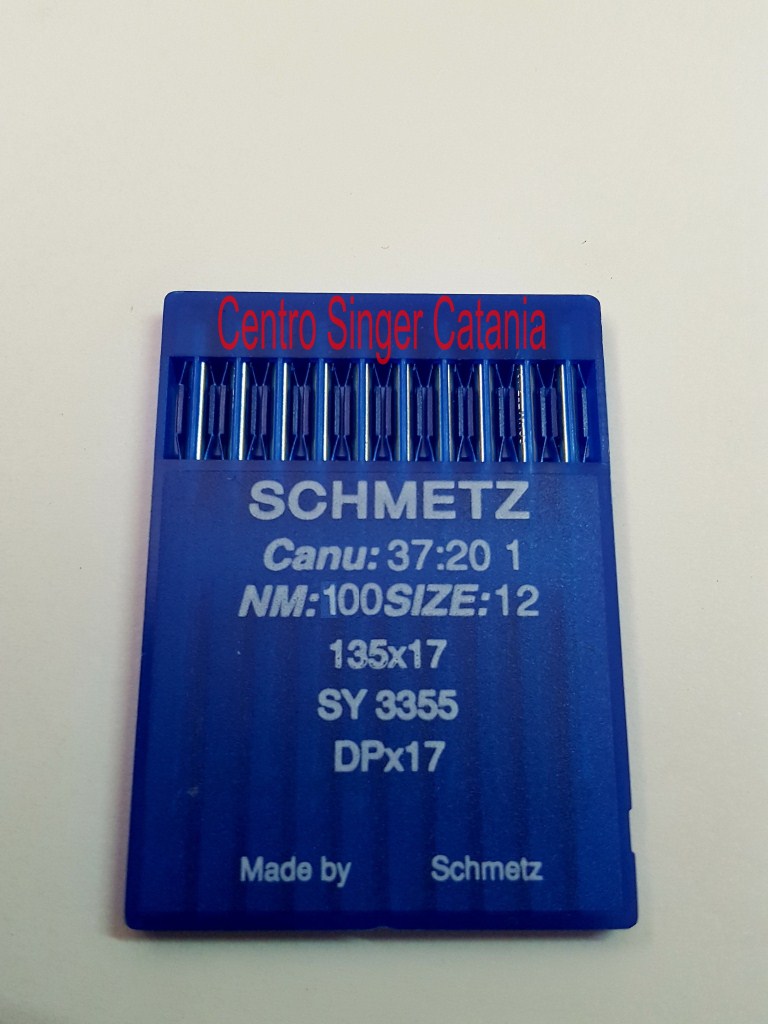 Centro Singer Catania
SCHMETZ
Canu: 37:20 1
NM:100SIZE:12
135x17
SY 3355
DPx17
Made by Schmetz